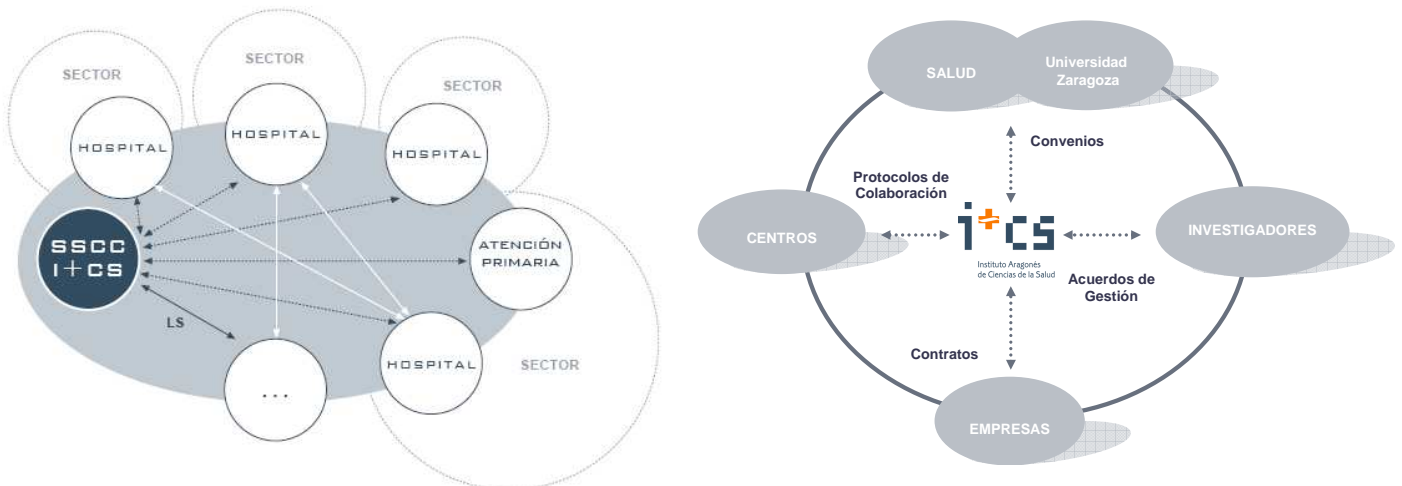 SECTOR
SECTOR
SECTOR
HOSPITAL
HOSPITAL
HOSPITAL
SSCC
I+CS
ATENCIÓN
PRIMARIA
LS
HOSPITAL
SECTOR
...
SALUD
Universidad
Zaragoza
Convenios
Protocolos de
Colaboración
CENTROS
i+cs
Instituto Aragonés
de Ciencias de la Salud
INVESTIGADORES
Acuerdos de
Gestión
Contratos
EMPRESAS